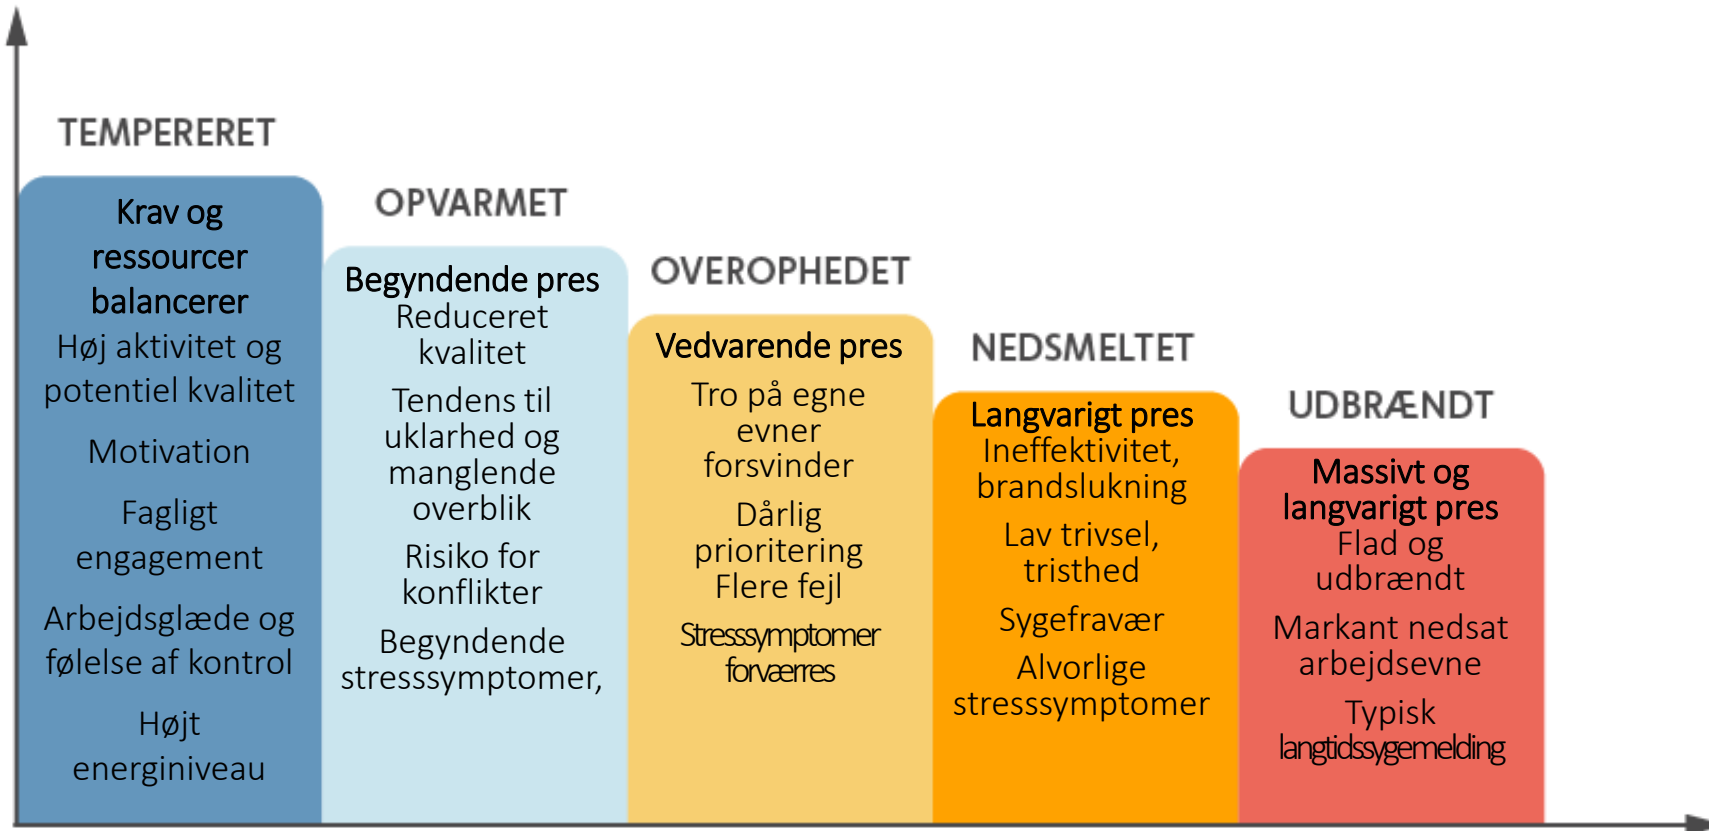 TEMPERERET
Krav og
ressourcer
balancerer
Høj aktivitet og
potentiel kvalitet
Motivation
Fagligt
engagement
Arbejdsglæde og
følelse af kontrol
Højt
energiniveau
OPVARMET
Begyndende pres
Reduceret
kvalitet
Tendens til
uklarhed og
manglende
overblik
Risiko for
konflikter
Begyndende
stresssymptomer,
OVEROPHEDET
Vedvarende pres
Tro på egne
evner
forsvinder
Dårlig
prioritering
Flere fejl
Stresssymptomer
forværres
NEDSMELTET
Langvarigt pres
Ineffektivitet,
brandslukning
Lav trivsel,
tristhed
Sygefravær
Alvorlige
stresssymptomer
UDBRÆNDT
Massivt og
langvarigt pres
Flad og
udbrændt
Markant nedsat
arbejdsevne
Typisk
langtidssygemelding